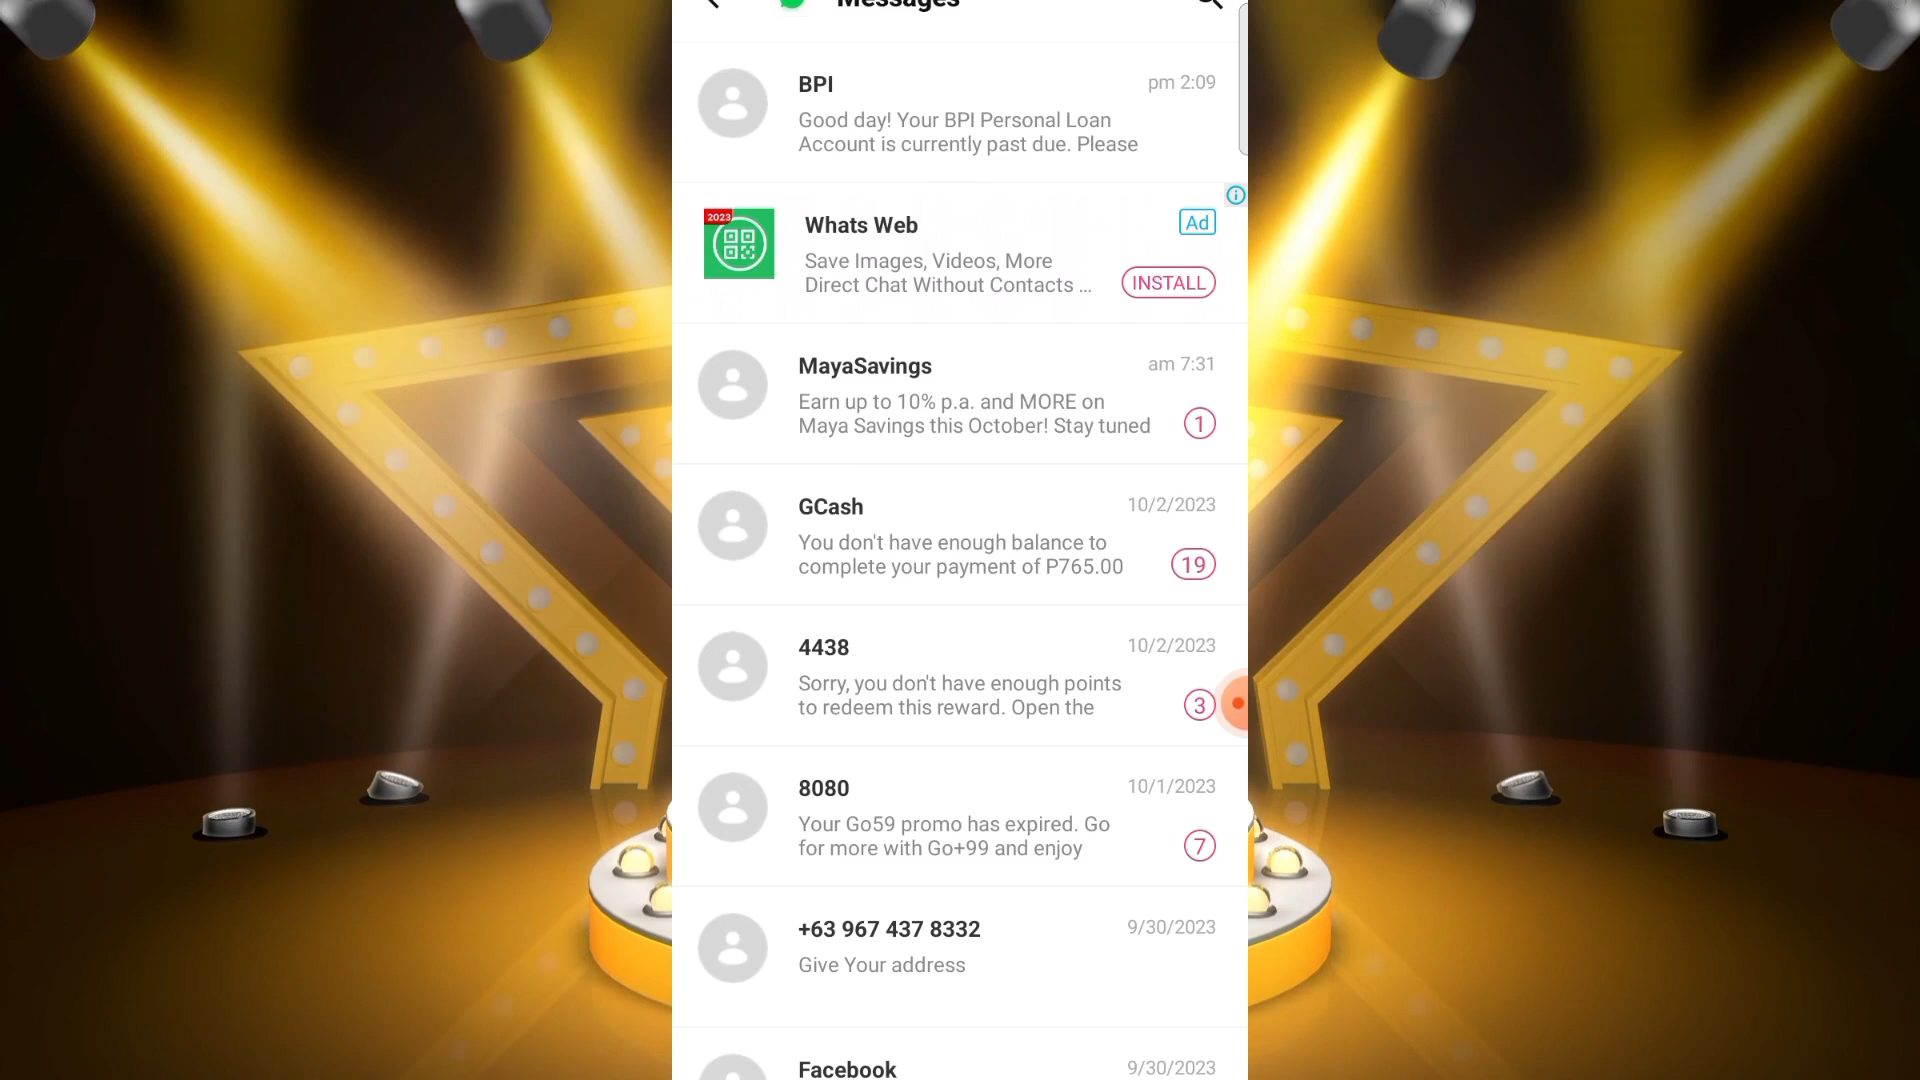 Messages
BPI
pm 2:09
Good day! Your BPI Personal Loan
Account is currently past due. Please
2023
Whats Web
Ad
Save Images, Videos, More
Direct Chat Without Contacts ...
INSTALL
MayaSavings
am 7:31
Earn up to 10% p.a. and MORE on
Maya Savings this October! Stay tuned
1
GCash
10/2/2023
You don't have enough balance to
complete your payment of P765.00
19
4438
10/2/2023
Sorry, you don't have enough points
to redeem this reward. Open the
3
8080
10/1/2023
Your Go59 promo has expired. Go
for more with Go+99 and enjoy
7
+63 967 437 8332
9/30/2023
Give Your address
Facebook
9/30/2023